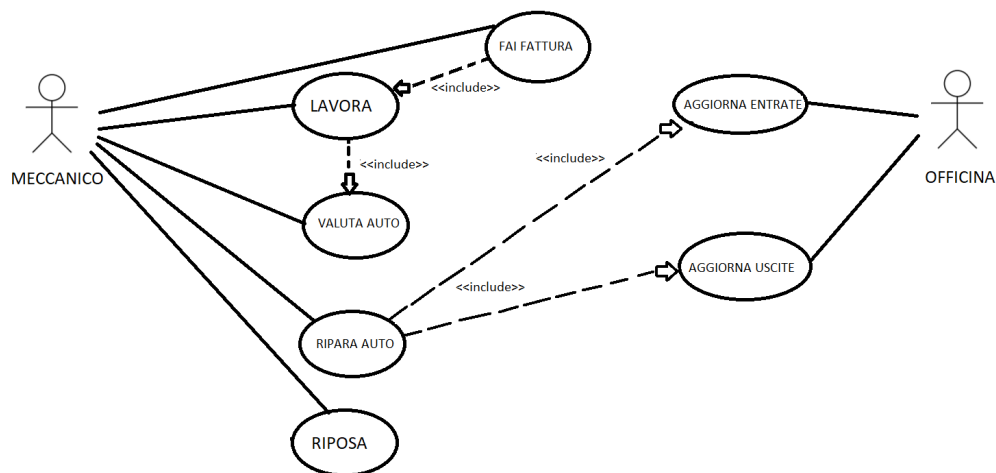 FAI FATTURA
<<include>>
LAVORA
AGGIORNA ENTRATE
<<include>>
<<include>>
MECCANICO
OFFICINA
VALUTA AUTO
AGGIORNA USCITE
<<include>>
RIPARA AUTO
RIPOSA